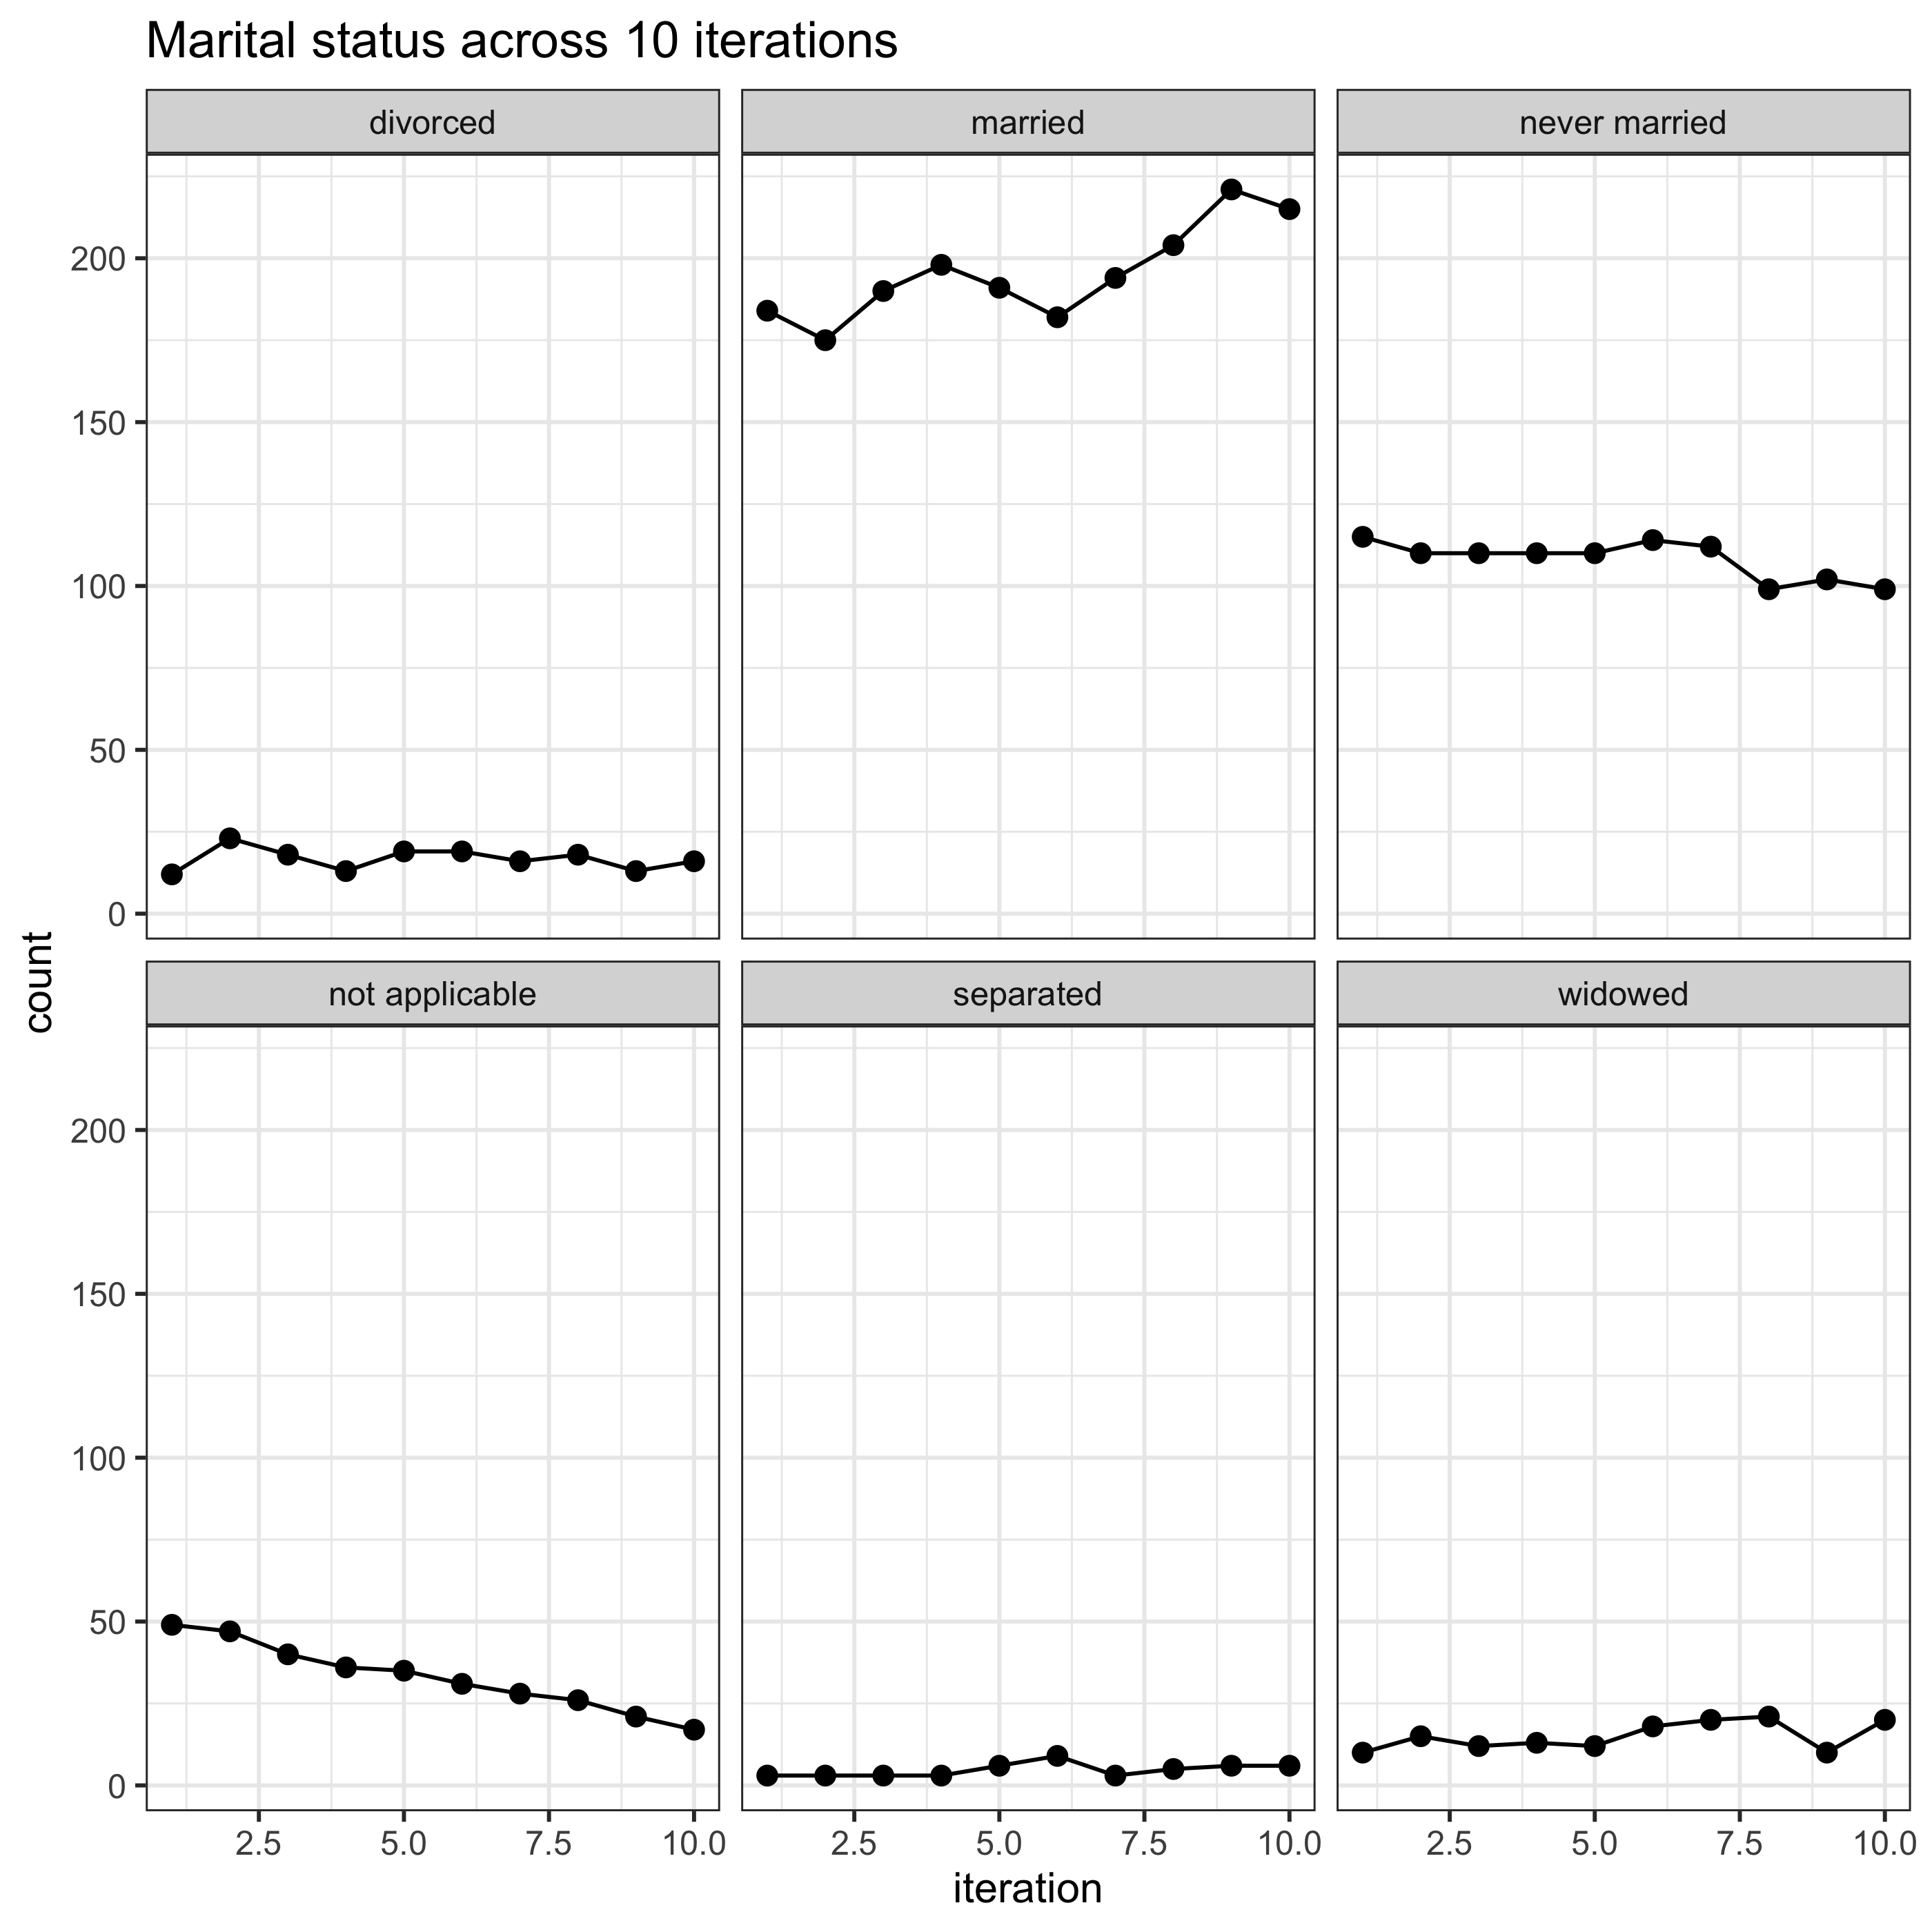 Marital status across 10 iterations
divorced married never married
200
150
100
50
0
count
not applicable separated widowed
200
150
100
50
0
2.5 5.0 7.5 10.0 2.5 5.0 7.5 10.0 2.5 5.0 7.5 10.0
iteration